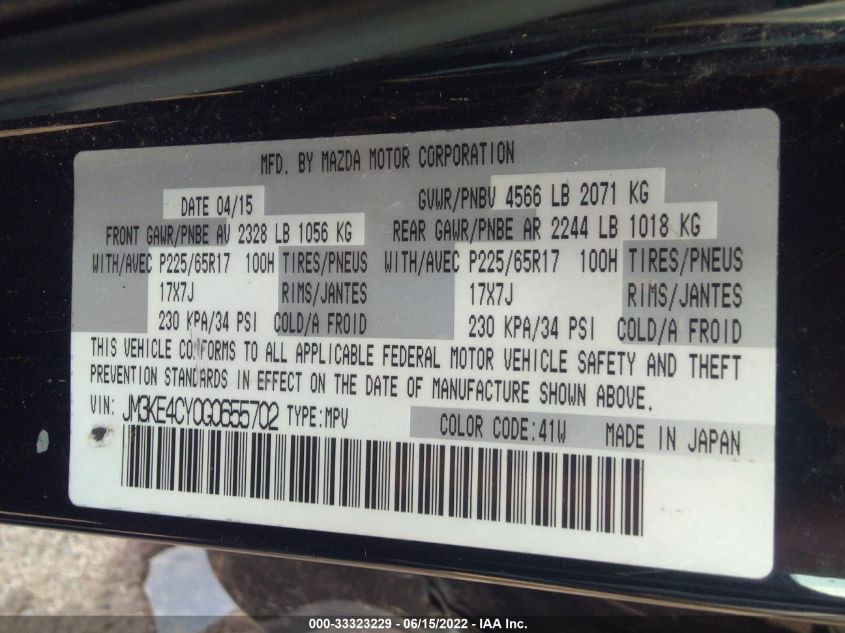 MFD. BY MAZDA MOTOR CORPORATION
DATE 04/15 GVWR/PNBV 4566 LB 2071 KG
FRONT GAWR/PNBE AV 2328 LB 1056 KG REAR GAWR/PNBE AR 2244 LB 1018 KG
WITH/AVEC P225/65R17 100H TIRES/PNEUS WITH/AVEC P225/65R17 100H TIRES/PNEUS
17X7J RIMS/JANTES 17X7J RIMS/JANTES
230 KPA/34 PSI COLD/A FROID 230 KPA/34 PSI COLD/A FROID
THIS VEHICLE CONFORMS TO ALL APPLICABLE FEDERAL MOTOR VEHICLE SAFETY AND THEFT
PREVENTION STANDARDS IN EFFECT ON THE DATE OF MANUFACTURE SHOWN ABOVE.
VIN: JM3KE4CY0G0655702 TYPE:MPV COLOR CODE:41W MADE IN JAPAN
000-33323229 - 06/15/2022 - IAA Inc.